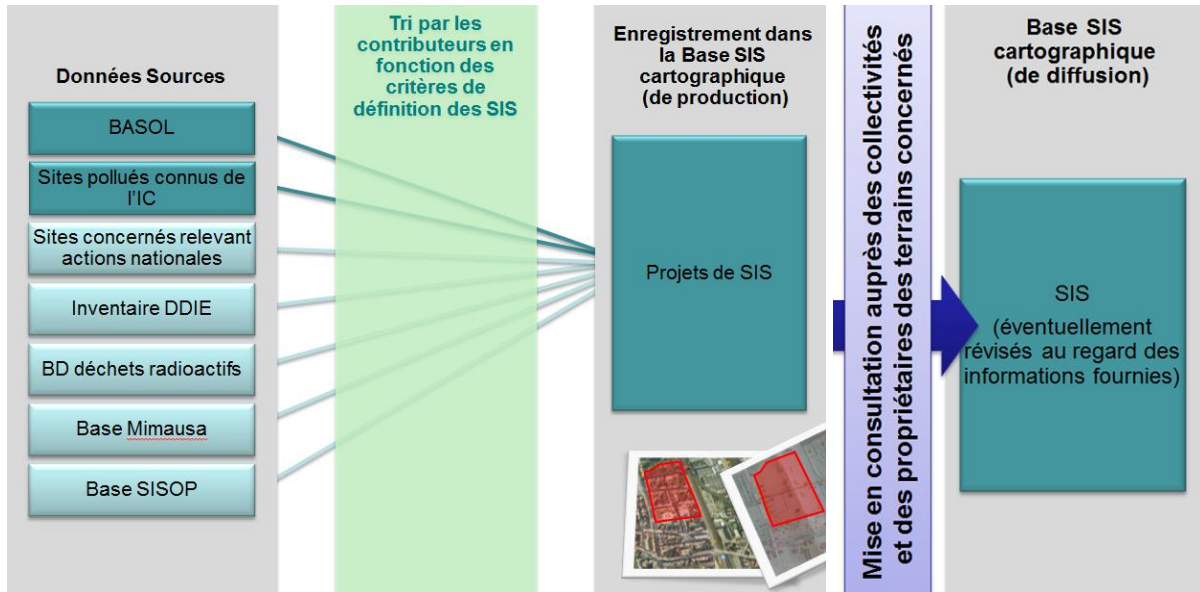 Données Sources
BASOL
Sites pollués connus de
l'IC
Sites concernés relevant
actions nationales
Inventaire DDIE
BD déchets radioactifs
Base Mimausa
Base SISOP
Tri par les
contributeurs en
fonction des
critères de
définition des SIS
Enregistrement dans
la Base SIS
cartographique
(de production)
Projets de SIS
Mise en consultation auprès des collectivités
et des propriétaires des terrains concernés
Base SIS
cartographique
(de diffusion)
SIS
(éventuellement
révisés au regard des
informations fournies)